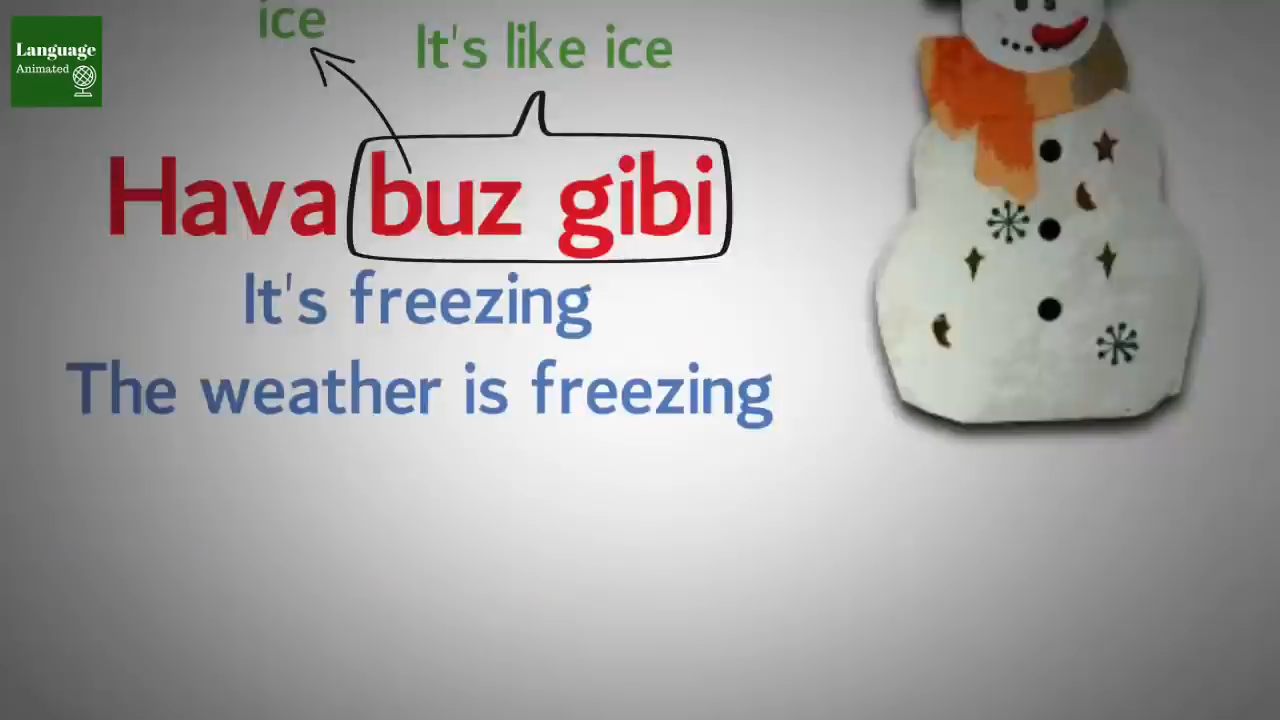 Language
Animated
ice
It's like ice
Hava buz gibi
It's freezing
The weather is freezing